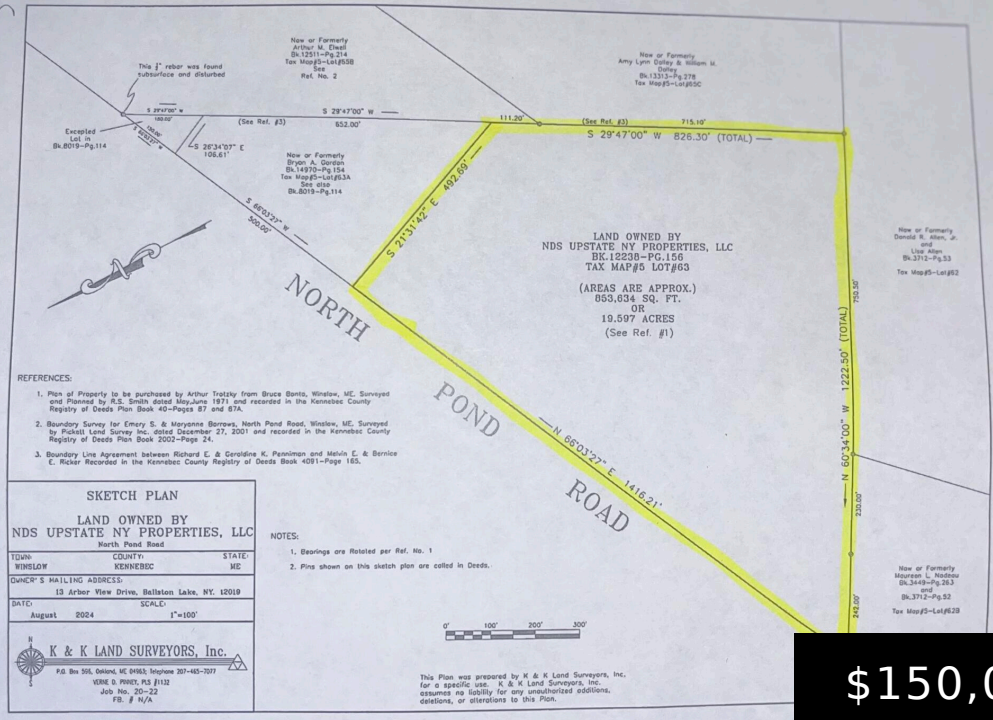 Now or Formerly
Arthur M. Elwell
Bk.12511-Pg.214
Tax Map#5-Lot#65B
See
Ref. No. 2
Now or Formerly
Amy Lynn Dailey & William M.
Dailey
Bk.13313-Pg.278
Tax Map#5-Lot#65C
This rebar was found
subsurface and disturbed
S 29°47'00" W
160.00'
(See Ref. #3)
S 29°47'00" W
652.00'
111.20'
(See Ref. #3)
715.10'
S 29°47'00" W 826.30' (TOTAL)
Excepted
Lot in
Bk.8019-Pg.114
S 26°34'07" E
106.61'
Now or Formerly
Bryon A. Gordon
Bk.14970-Pg.154
Tax Map#5-Lot#63A
See also
Bk.8019-Pg.114
S 66°03'27" W
500.00'
S 21°31'42" E 492.69'
LAND OWNED BY
NDS UPSTATE NY PROPERTIES, LLC
BK.12238-PG.156
TAX MAP#5 LOT#63
(AREAS ARE APPROX.)
853,634 SQ. FT.
OR
19.597 ACRES
(See Ref. #1)
Now or Formerly
Donald R. Allen, Jr.
and
Lisa Allen
Bk.3712-Pg.53
Tax Map#5-Lot#62
750.50'
N 60°34'00" W 1222.50' (TOTAL)
230.00'
242.00'
NORTH
POND
ROAD
N 66°03'27" E 1416.21'
REFERENCES:
1. Plan of Property to be purchased by Arthur Trotzky from Bruce Bonta, Winslow, ME. Surveyed
and Planned by R.S. Smith dated May,June 1971 and recorded in the Kennebec County
Registry of Deeds Plan Book 40-Pages 87 and 87A.
2. Boundary Survey for Emery S. & Maryanne Barrows, North Pond Road, Winslow, ME, Surveyed
by Pickett Land Survey Inc. dated December 27, 2001 and recorded in the Kennebec County
Registry of Deeds Plan Book 2002-Page 24.
3. Boundary Line Agreement between Richard E. & Geraldine K. Penniman and Melvin E. & Bernice
E. Ricker Recorded in the Kennebec County Registry of Deeds Book 4091-Page 165.
SKETCH PLAN
LAND OWNED BY
NDS UPSTATE NY PROPERTIES, LLC
North Pond Road
TOWN: COUNTY: STATE:
WINSLOW KENNEBEC ME
OWNER'S MAILING ADDRESS:
13 Arbor View Drive, Ballston Lake, NY. 12019
DATE: SCALE:
August 2024 1"=100'
N
K & K LAND SURVEYORS, Inc.
P.O. Box 506, Oakland, ME 04963; Telephone 207-465-7077
VERNE D. PINNEY, PLS #1132
Job No. 20-22
FB. # N/A
S
NOTES:
1. Bearings are Rotated per Ref. No. 1
2. Pins shown on this sketch plan are called in Deeds.
Now or Formerly
Maureen L. Nadeau
Bk.3449-Pg.263
and
Bk.3712-Pg.52
Tax Map#5-Lot#62B
0' 100' 200' 300'
This Plan was prepared by K & K Land Surveyors, Inc.
for a specific use. K & K Land Surveyors, Inc.
assumes no liability for any unauthorized additions,
deletions, or alterations to this Plan.
$150,0